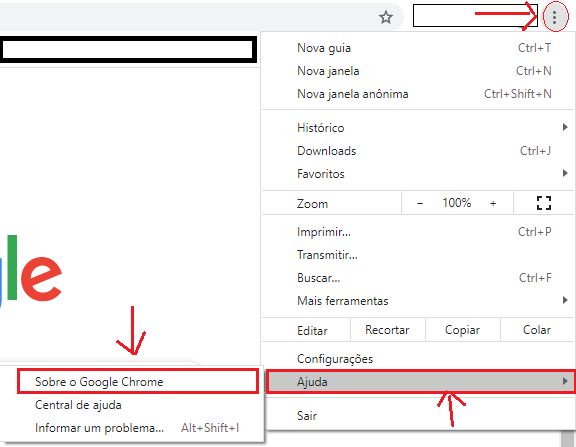 Nova guia Ctrl+T
Nova janela Ctrl+N
Nova janela anônima Ctrl+Shift+N
Histórico
Downloads Ctrl+J
Favoritos
Zoom - 100% +
Imprimir... Ctrl+P
Transmitir...
Buscar... Ctrl+F
Mais ferramentas
Editar Recortar Copiar Colar
Configurações
Ajuda
Sair
le
Sobre o Google Chrome
Central de ajuda
Informar um problema... Alt+Shift+I